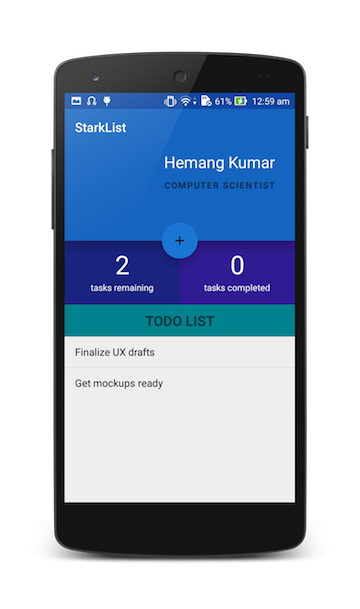 61% 12:59 am
StarkList
Hemang Kumar
COMPUTER SCIENTIST
+
2
tasks remaining
0
tasks completed
TODO LIST
Finalize UX drafts
Get mockups ready